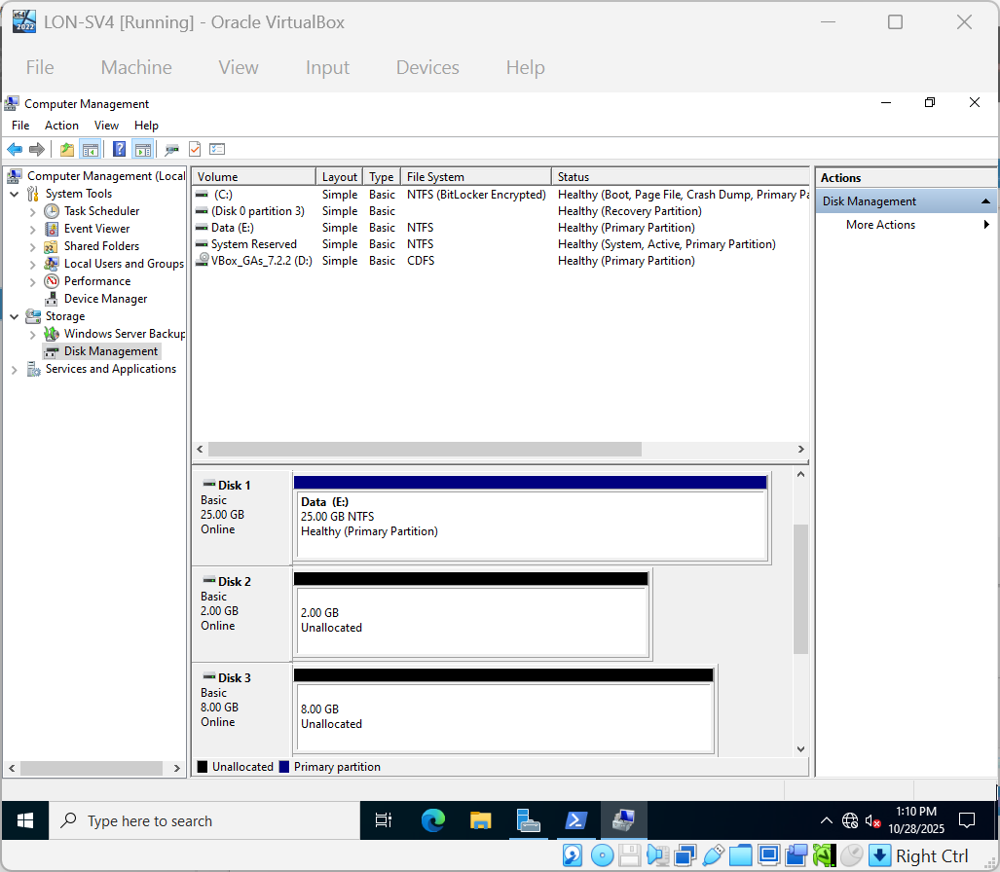 LON-SV4 [Running] - Oracle VirtualBox
File Machine View Input Devices Help
Computer Management
File Action View Help
Computer Management (Local
System Tools
Task Scheduler
Event Viewer
Shared Folders
Local Users and Groups
Performance
Device Manager
Storage
Windows Server Backup
Disk Management
Services and Applications
Volume Layout Type File System Status
(C:) Simple Basic NTFS (BitLocker Encrypted) Healthy (Boot, Page File, Crash Dump, Primary Pa
(Disk 0 partition 3) Simple Basic Healthy (Recovery Partition)
Data (E:) Simple Basic NTFS Healthy (Primary Partition)
System Reserved Simple Basic NTFS Healthy (System, Active, Primary Partition)
VBox_GAs_7.2.2 (D:) Simple Basic CDFS Healthy (Primary Partition)
Disk 1
Basic
25.00 GB
Online
Data (E:)
25.00 GB NTFS
Healthy (Primary Partition)
Disk 2
Basic
2.00 GB
Online
2.00 GB
Unallocated
Disk 3
Basic
8.00 GB
Online
8.00 GB
Unallocated
Unallocated Primary partition
Actions
Disk Management
More Actions
Type here to search
1:10 PM
10/28/2025
Right Ctrl